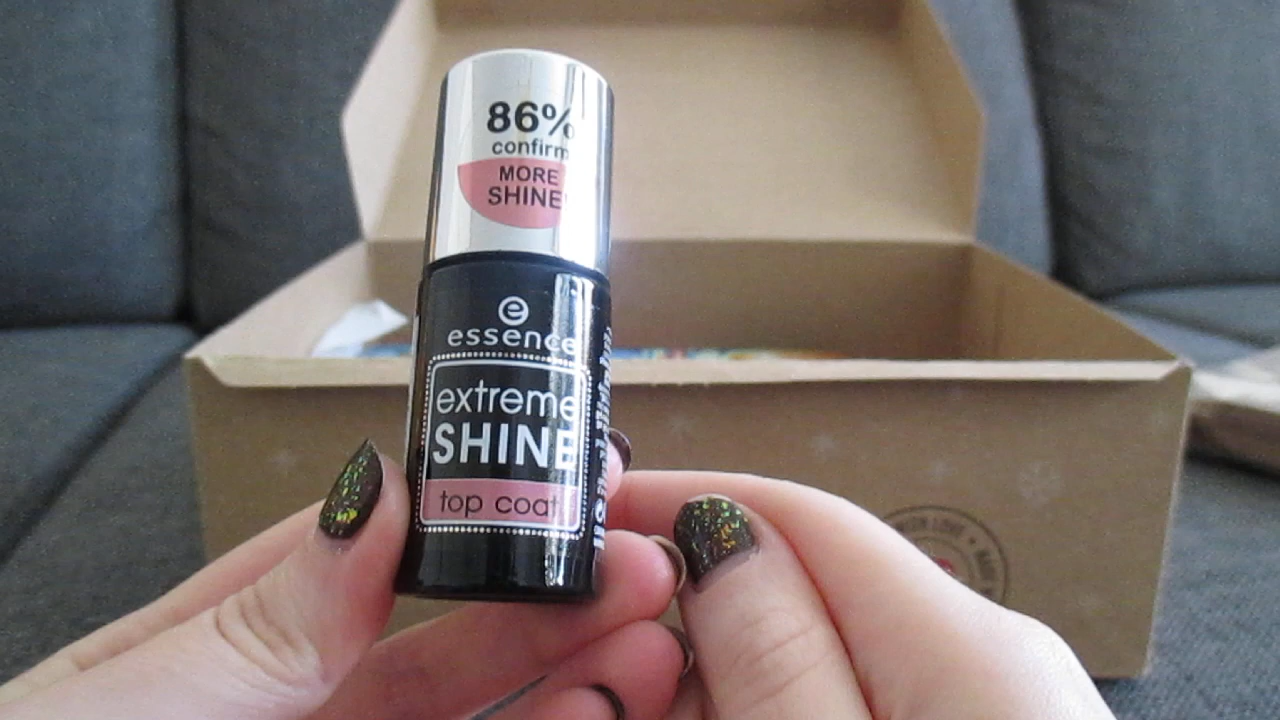 86%
confirm
MORE
SHINE!
e
essence
extreme
SHINE
top coat